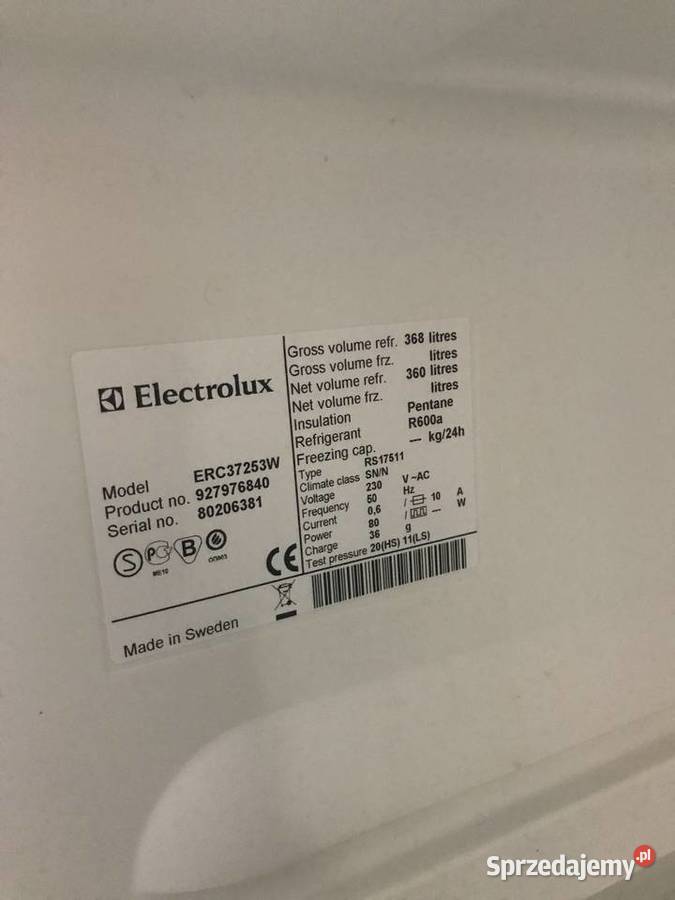 Electrolux
Model ERC37253W
Product no. 927976840
Serial no. 80206381
Made in Sweden
Gross volume refr. 368 litres
Gross volume frz. litres
Net volume refr. 360 litres
Net volume frz. litres
Insulation Pentane
Refrigerant R600a
Freezing cap. --- kg/24h
Type RS17511
Climate class SN/N
Voltage 230 V ~AC
Frequency 50 Hz
Current 0,6 / 10 A
Power 80 / --- W
Charge 36 g
Test pressure 20(HS) 11(LS)
S
PC
ME10
B
CE
Sprzedajemy.pl